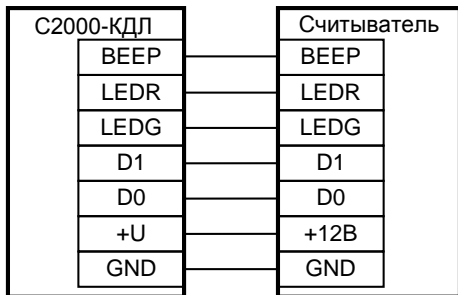 С2000-КДЛ Считыватель
BEEP BEEP
LEDR LEDR
LEDG LEDG
D1 D1
D0 D0
+U +12В
GND GND